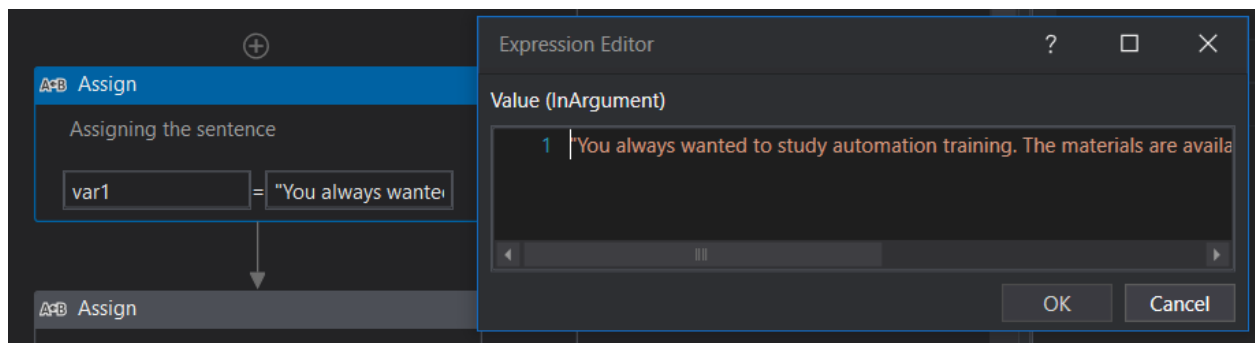 A*B Assign
Assigning the sentence
var1 = "You always wante
Expression Editor ?
Value (InArgument)
1 "You always wanted to study automation training. The materials are availa
OK Cancel
A*B Assign